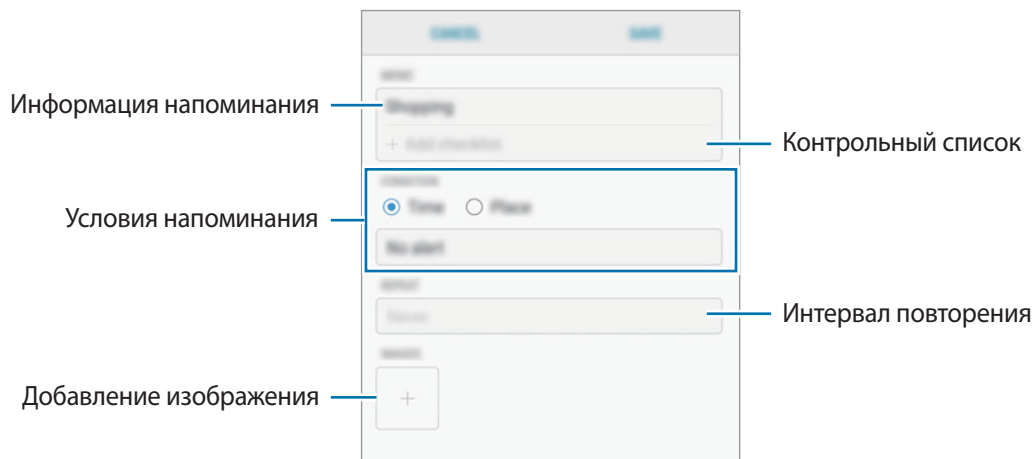 CANCEL SAVE
MEMO
Информация напоминания
Shopping
+ Add checklist
Контрольный список
CONDITION
Time Place
Условия напоминания
No alert
REPEAT
Never
Интервал повторения
IMAGES
Добавление изображения
+